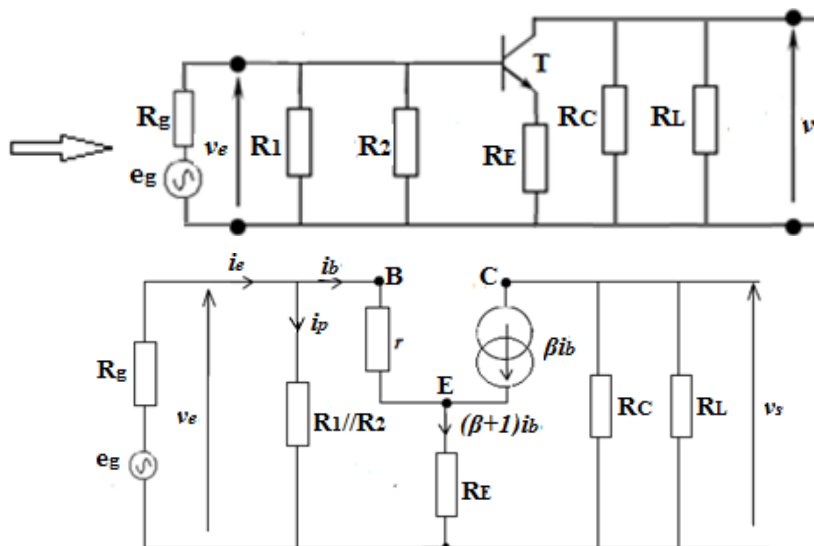 T
Rg
ve
R1
R2
RE
RC
RL
v
eg
ie
ib
B
C
ip
r
βib
Rg
ve
R1//R2
E
(β+1)ib
RC
RL
vs
eg
RE